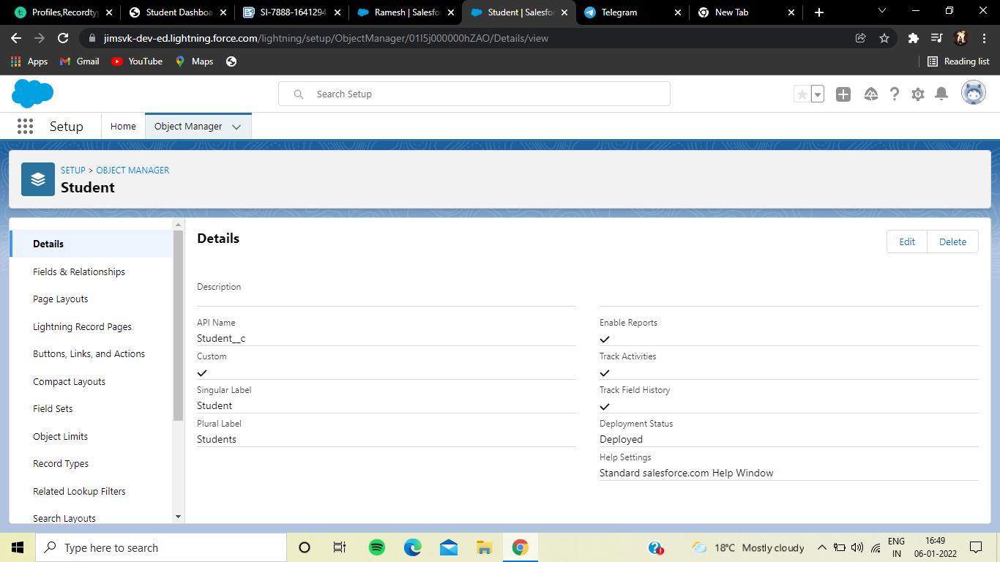 Profiles,Recordty
Student Dashboa
SI-7888-1641294
Ramesh | Salesfo
Student | Salesfo
Telegram
New Tab
jimsvk-dev-ed.lightning.force.com/lightning/setup/ObjectManager/01I5j000000hZAO/Details/view
Apps
Gmail
YouTube
Maps
Reading list
Search Setup
Setup
Home
Object Manager
SETUP > OBJECT MANAGER
Student
Details
Fields & Relationships
Page Layouts
Lightning Record Pages
Buttons, Links, and Actions
Compact Layouts
Field Sets
Object Limits
Record Types
Related Lookup Filters
Search Layouts
Details
Edit
Delete
Description
API Name
Student__c
Custom
Singular Label
Student
Plural Label
Students
Enable Reports
Track Activities
Track Field History
Deployment Status
Deployed
Help Settings
Standard salesforce.com Help Window
Type here to search
18°C Mostly cloudy
ENG
IN
16:49
06-01-2022